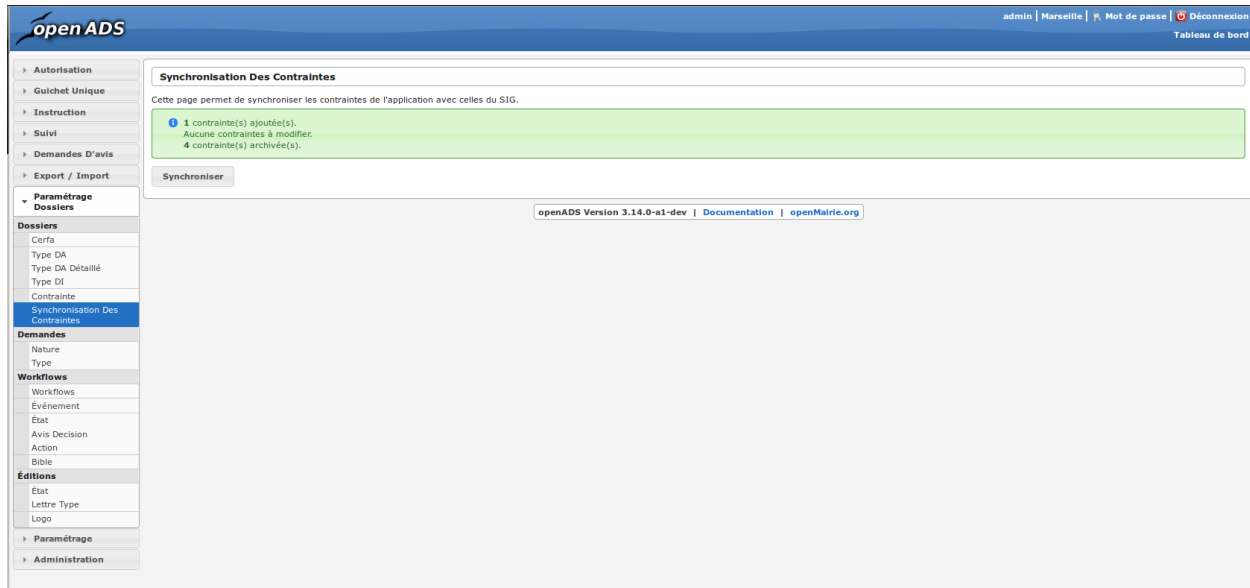 openADS
admin | Marseille | Mot de passe | Déconnexion
Tableau de bord
Autorisation
Guichet Unique
Instruction
Suivi
Demandes D'avis
Export / Import
Paramétrage
Dossiers
Dossiers
Cerfa
Type DA
Type DA Détaillé
Type DI
Contrainte
Synchronisation Des
Contraintes
Demandes
Nature
Type
Workflows
Workflows
Événement
État
Avis Decision
Action
Bible
Éditions
État
Lettre Type
Logo
Paramétrage
Administration
Synchronisation Des Contraintes
Cette page permet de synchroniser les contraintes de l'application avec celles du SIG.
1 contrainte(s) ajoutée(s).
Aucune contraintes à modifier.
4 contrainte(s) archivée(s).
Synchroniser
openADS Version 3.14.0-a1-dev | Documentation | openMairie.org